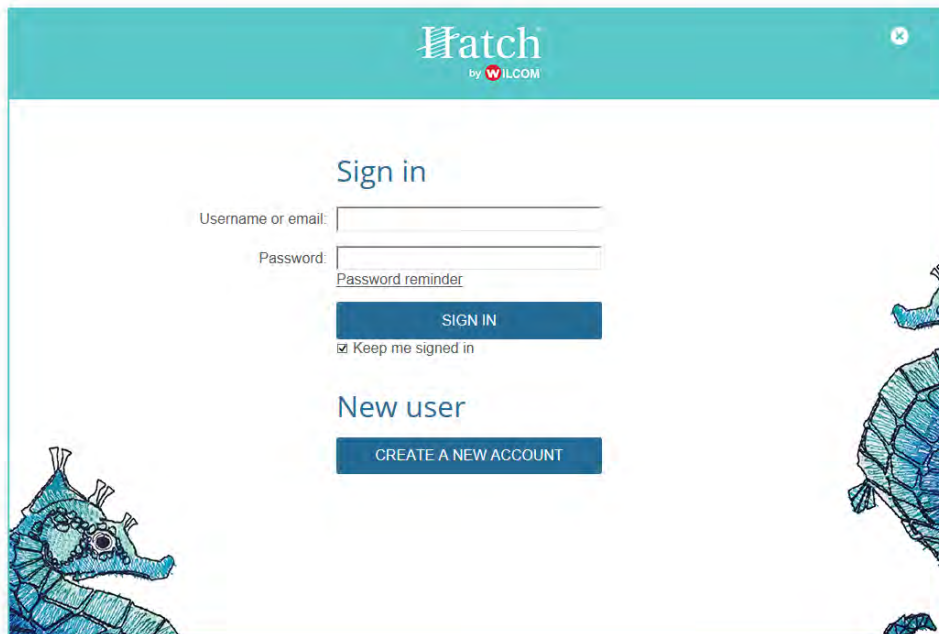 Hatch
by WILCOM
Sign in
Username or email:
Password:
Password reminder
SIGN IN
Keep me signed in
New user
CREATE A NEW ACCOUNT